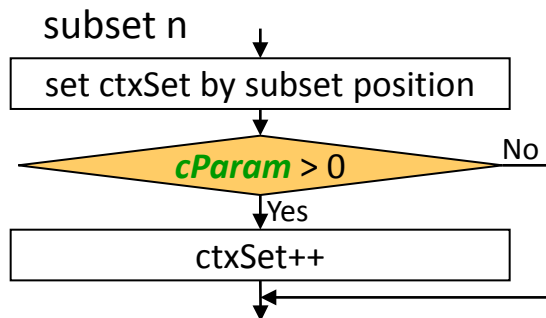 subset n
set ctxSet by subset position
cParam > 0
No
Yes
ctxSet++